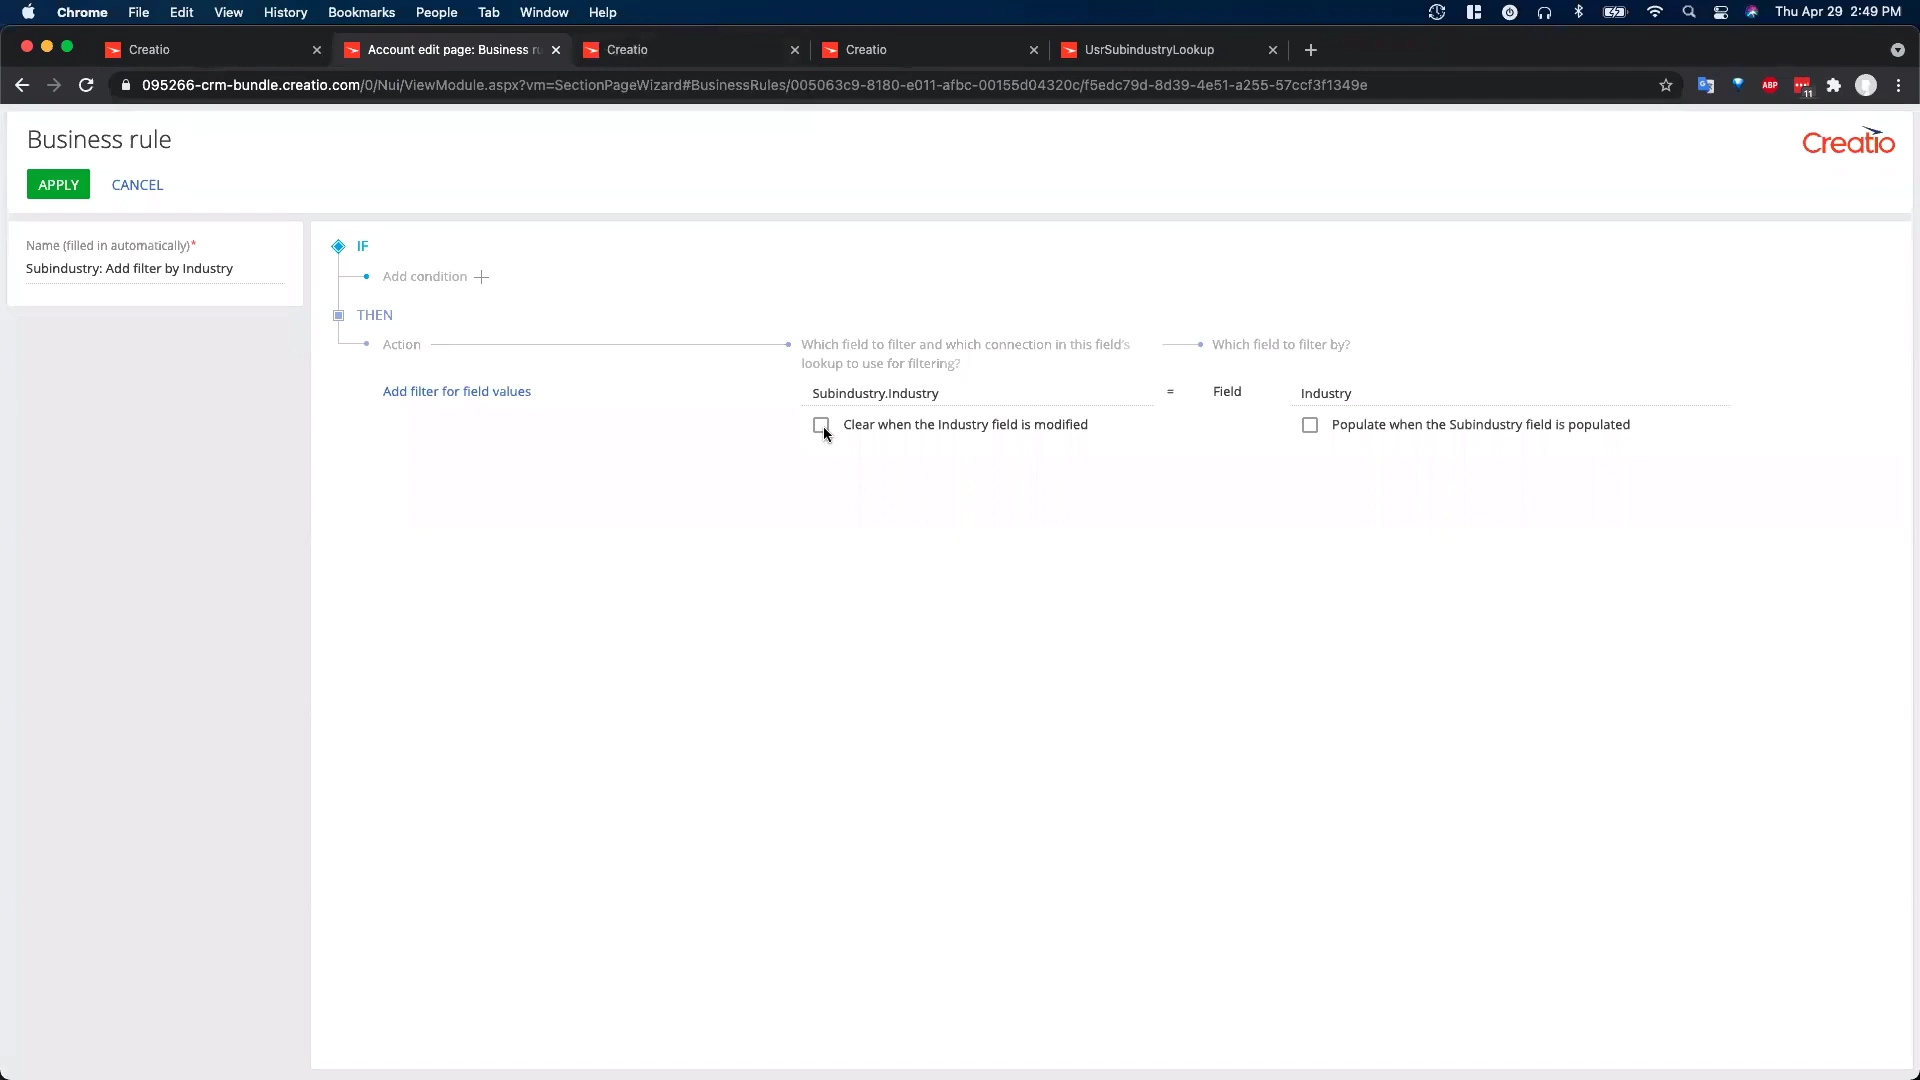 Chrome File Edit View History Bookmarks People Tab Window Help Thu Apr 29 2:49 PM
Creatio Account edit page: Business ru Creatio Creatio UsrSubindustryLookup
095266-crm-bundle.creatio.com/0/Nui/ViewModule.aspx?vm=SectionPageWizard#BusinessRules/005063c9-8180-e011-afbc-00155d04320c/f5edc79d-8d39-4e51-a255-57ccf3f1349e
ABP
11
Business rule
Creatio
APPLY CANCEL
Name (filled in automatically)*
Subindustry: Add filter by Industry
IF
Add condition
THEN
Action Which field to filter and which connection in this field's Which field to filter by?
lookup to use for filtering?
Add filter for field values Subindustry.Industry = Field Industry
Clear when the Industry field is modified Populate when the Subindustry field is populated